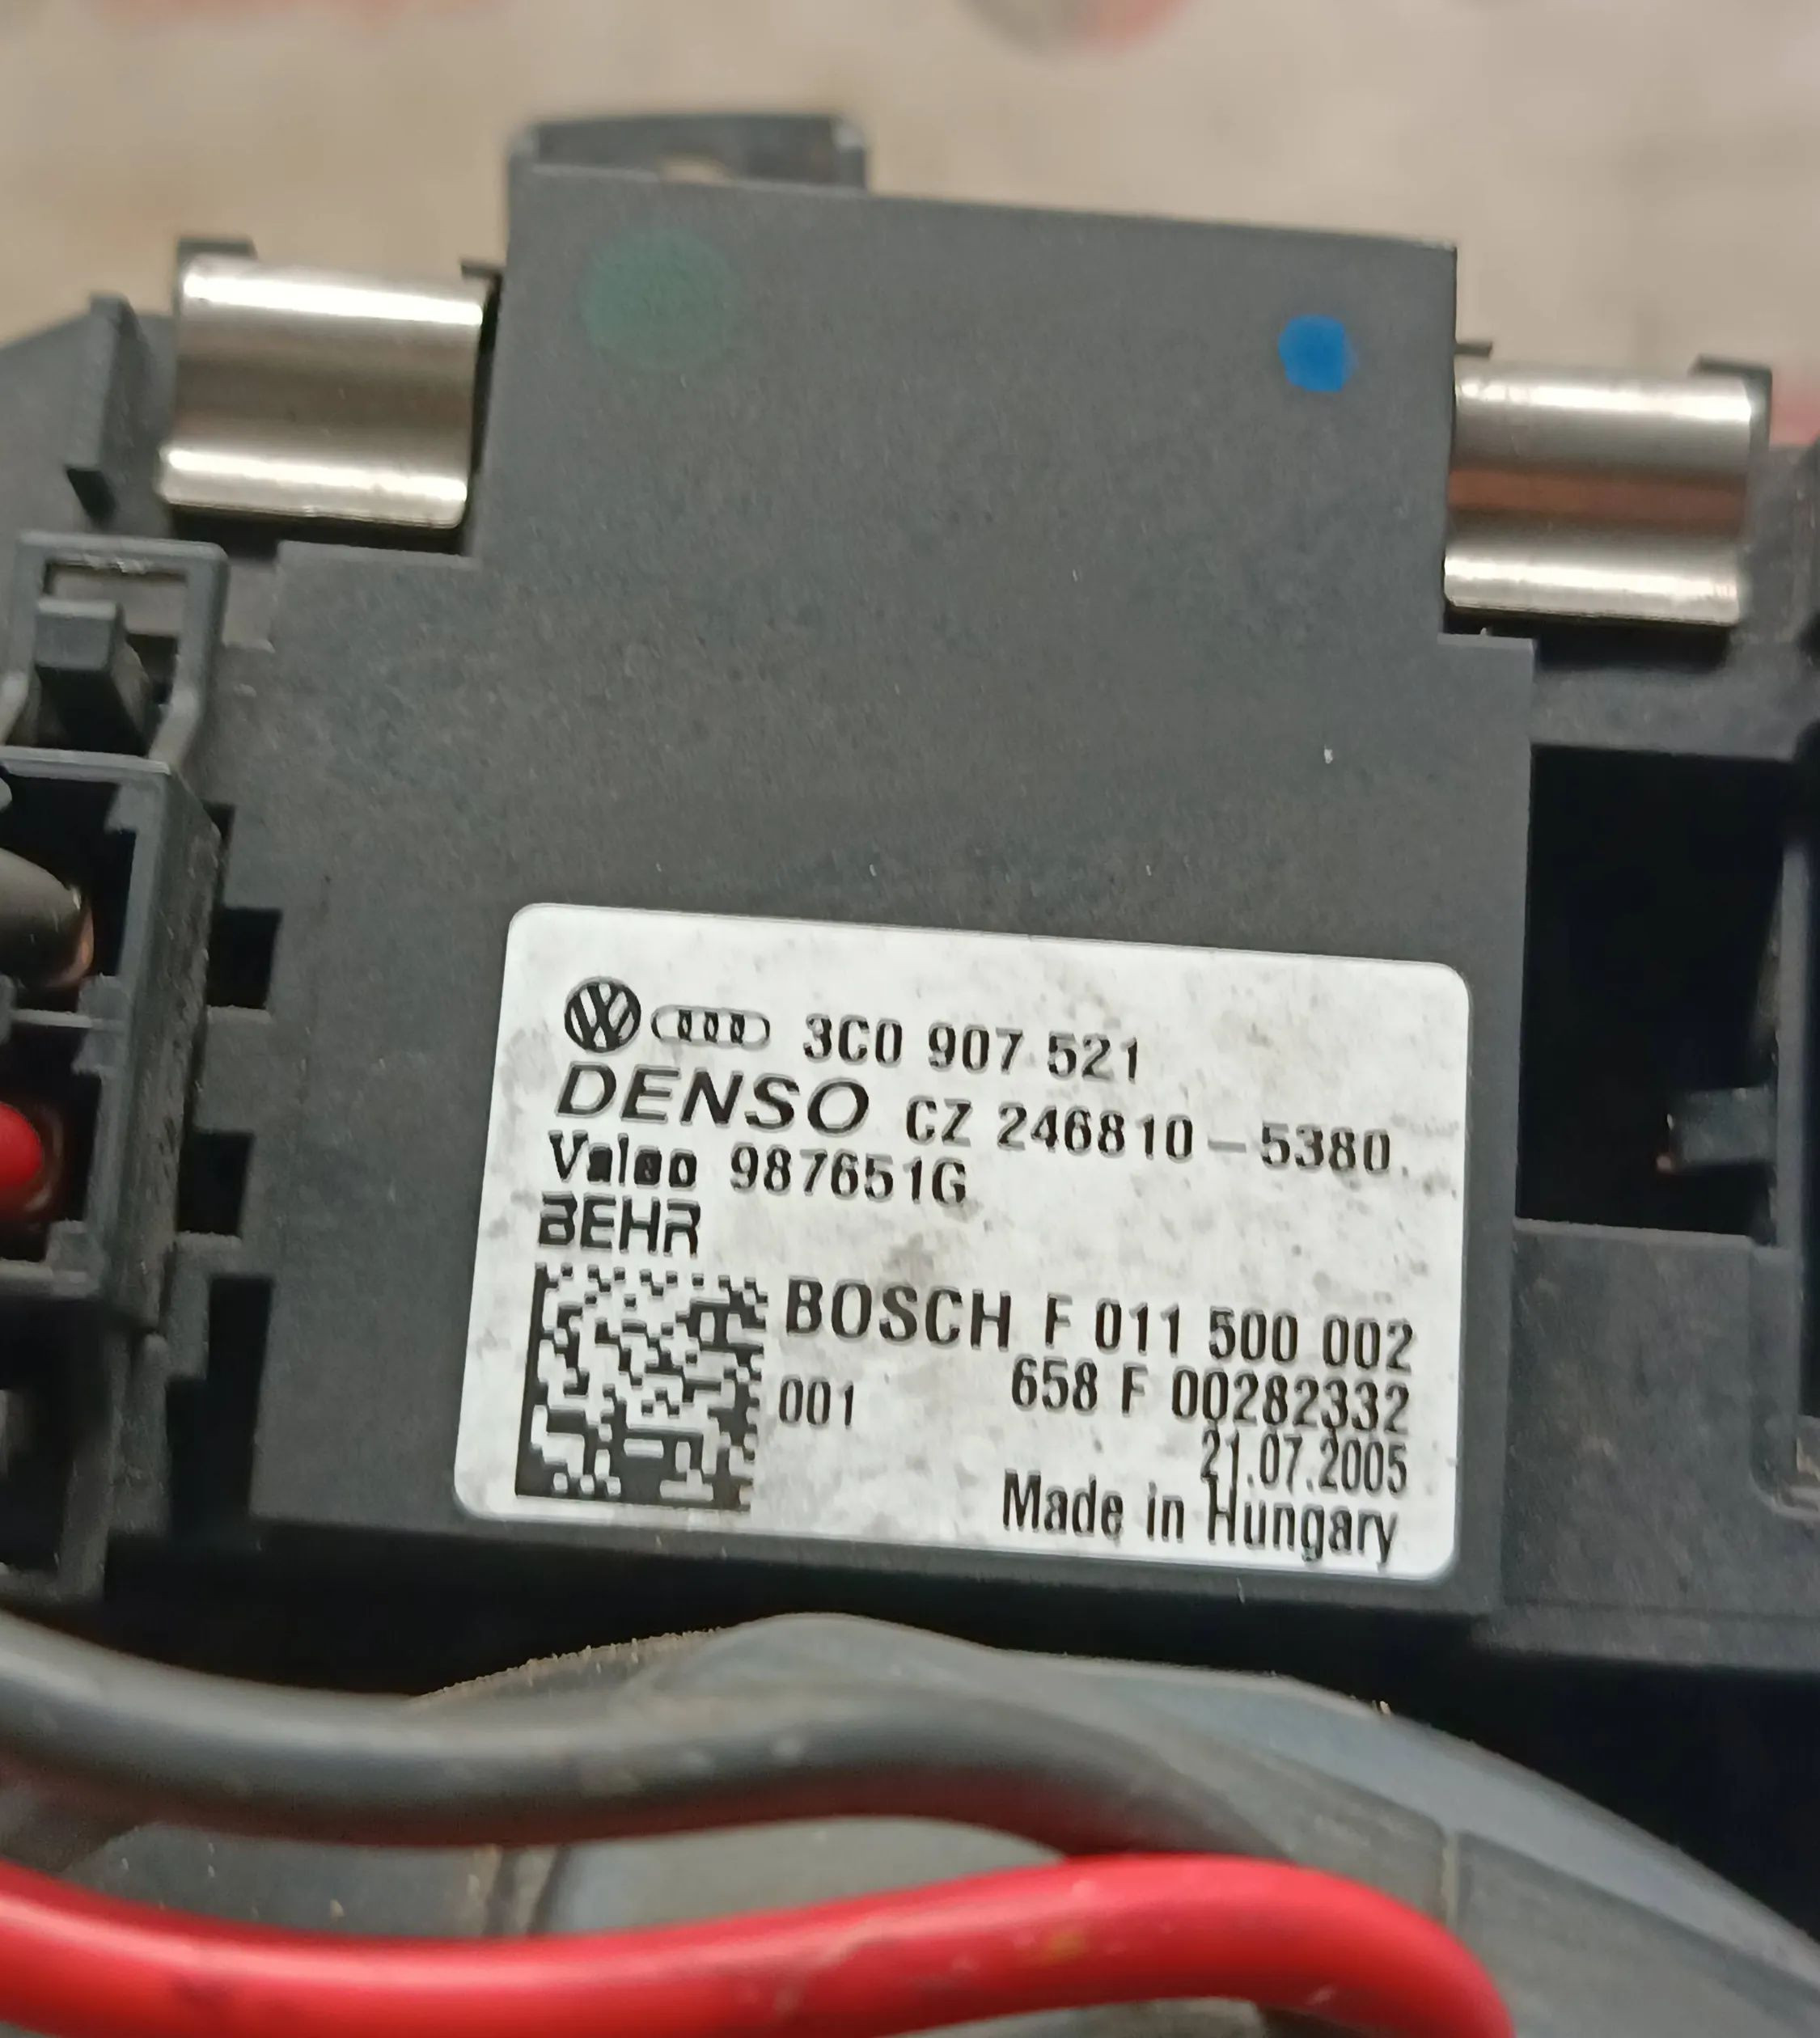 3C0 907 521
DENSO CZ 246810-5380
Valeo 987651G
BEHR
BOSCH F 011 500 002
001 658 F 00282332
21.07.2005
Made in Hungary